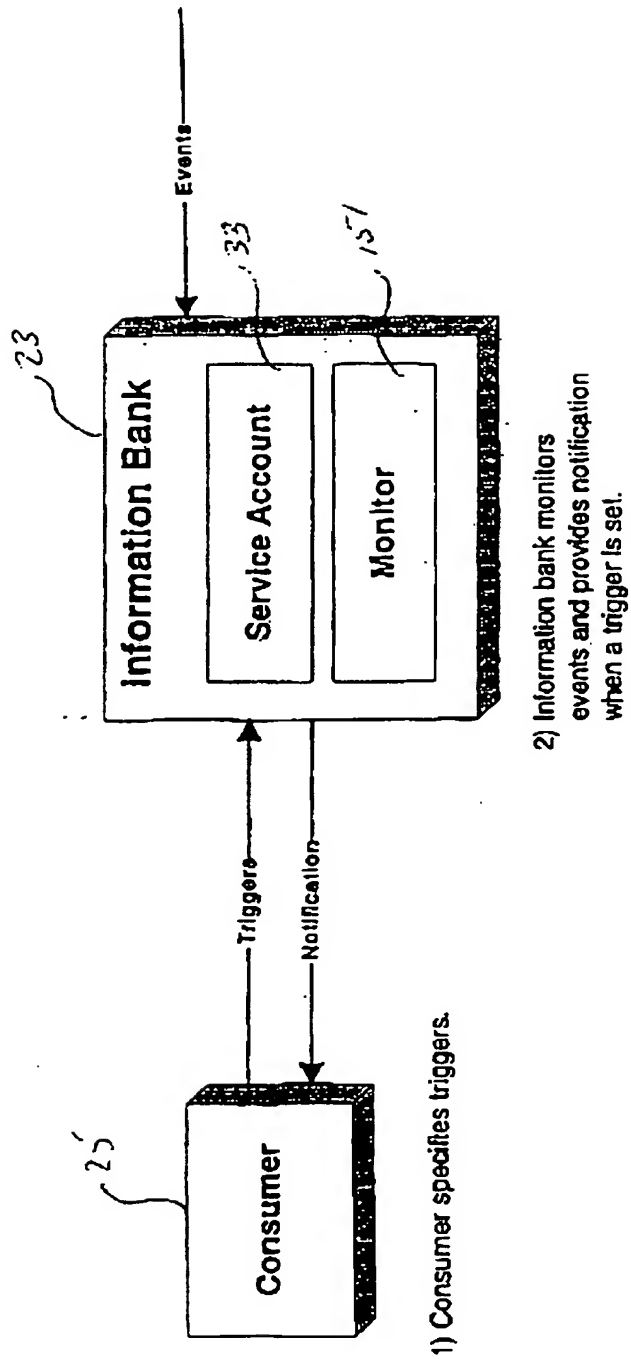 23
Information Bank
Events
33
Service Account
151
Monitor
25
Consumer
Triggers
Notification
1) Consumer specifies triggers.
2) Information bank monitors
events and provides notification
when a trigger is set.